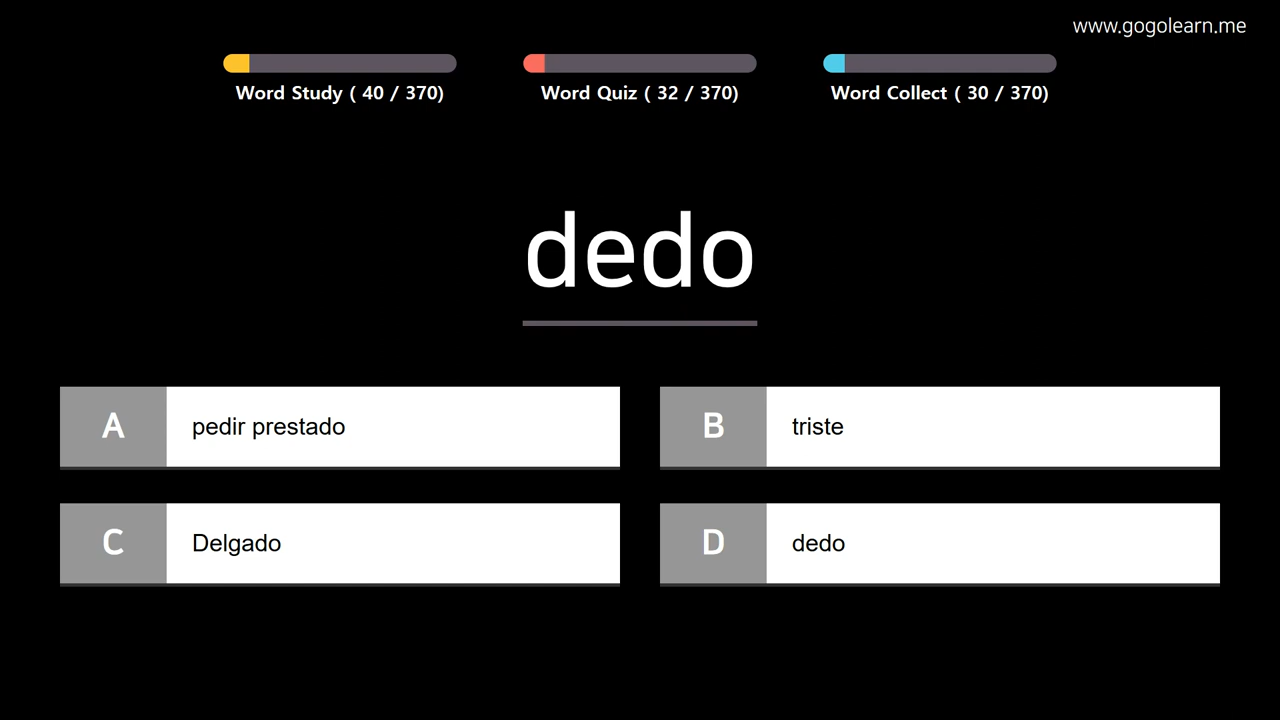 www.gogolearn.me
Word Study ( 40 / 370)
Word Quiz ( 32 / 370)
Word Collect ( 30 / 370)
dedo
A pedir prestado
B triste
C Delgado
D dedo